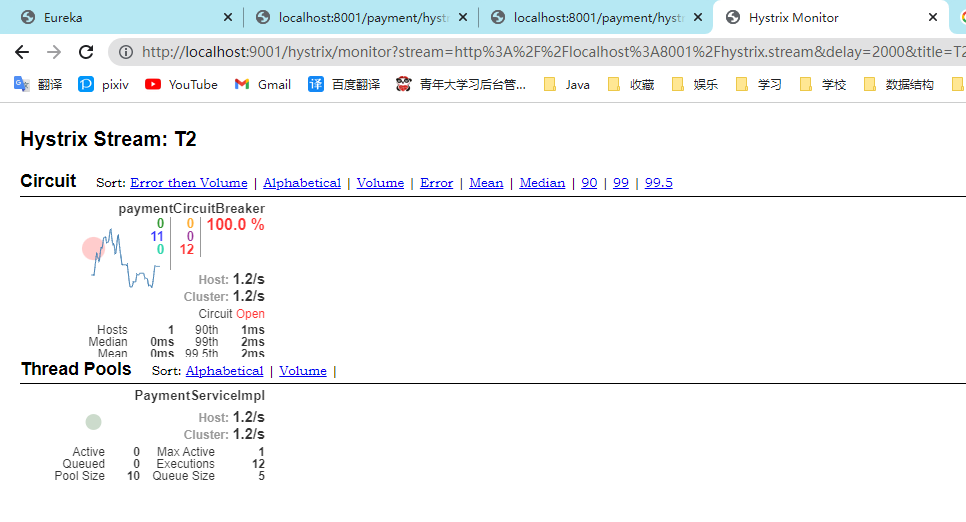 Eureka
localhost:8001/payment/hyst
localhost:8001/payment/hyst
Hystrix Monitor
http://localhost:9001/hystrix/monitor?stream=http%3A%2F%2Flocalhost%3A8001%2Fhystrix.stream&delay=2000&title=T2
翻译 pixiv YouTube Gmail 百度翻译 青年大学习后台管... Java 收藏 娱乐 学习 学校 数据结构
Hystrix Stream: T2
Circuit Sort: Error then Volume | Alphabetical | Volume | Error | Mean | Median | 90 | 99 | 99.5
paymentCircuitBreaker
0 0 100.0 %
11 0
0 12
Host: 1.2/s
Cluster: 1.2/s
Circuit Open
Hosts 1 90th 1ms
Median 0ms 99th 2ms
Mean 0ms 99.5th 2ms
Thread Pools Sort: Alphabetical | Volume |
PaymentServiceImpl
Host: 1.2/s
Cluster: 1.2/s
Active 0 Max Active 1
Queued 0 Executions 12
Pool Size 10 Queue Size 5